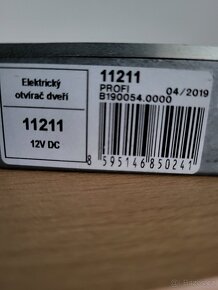 Elektrický
otvírač dveří
11211
12V DC
11211
PROFI 04/2019
B190054.0000
8 595146 850241